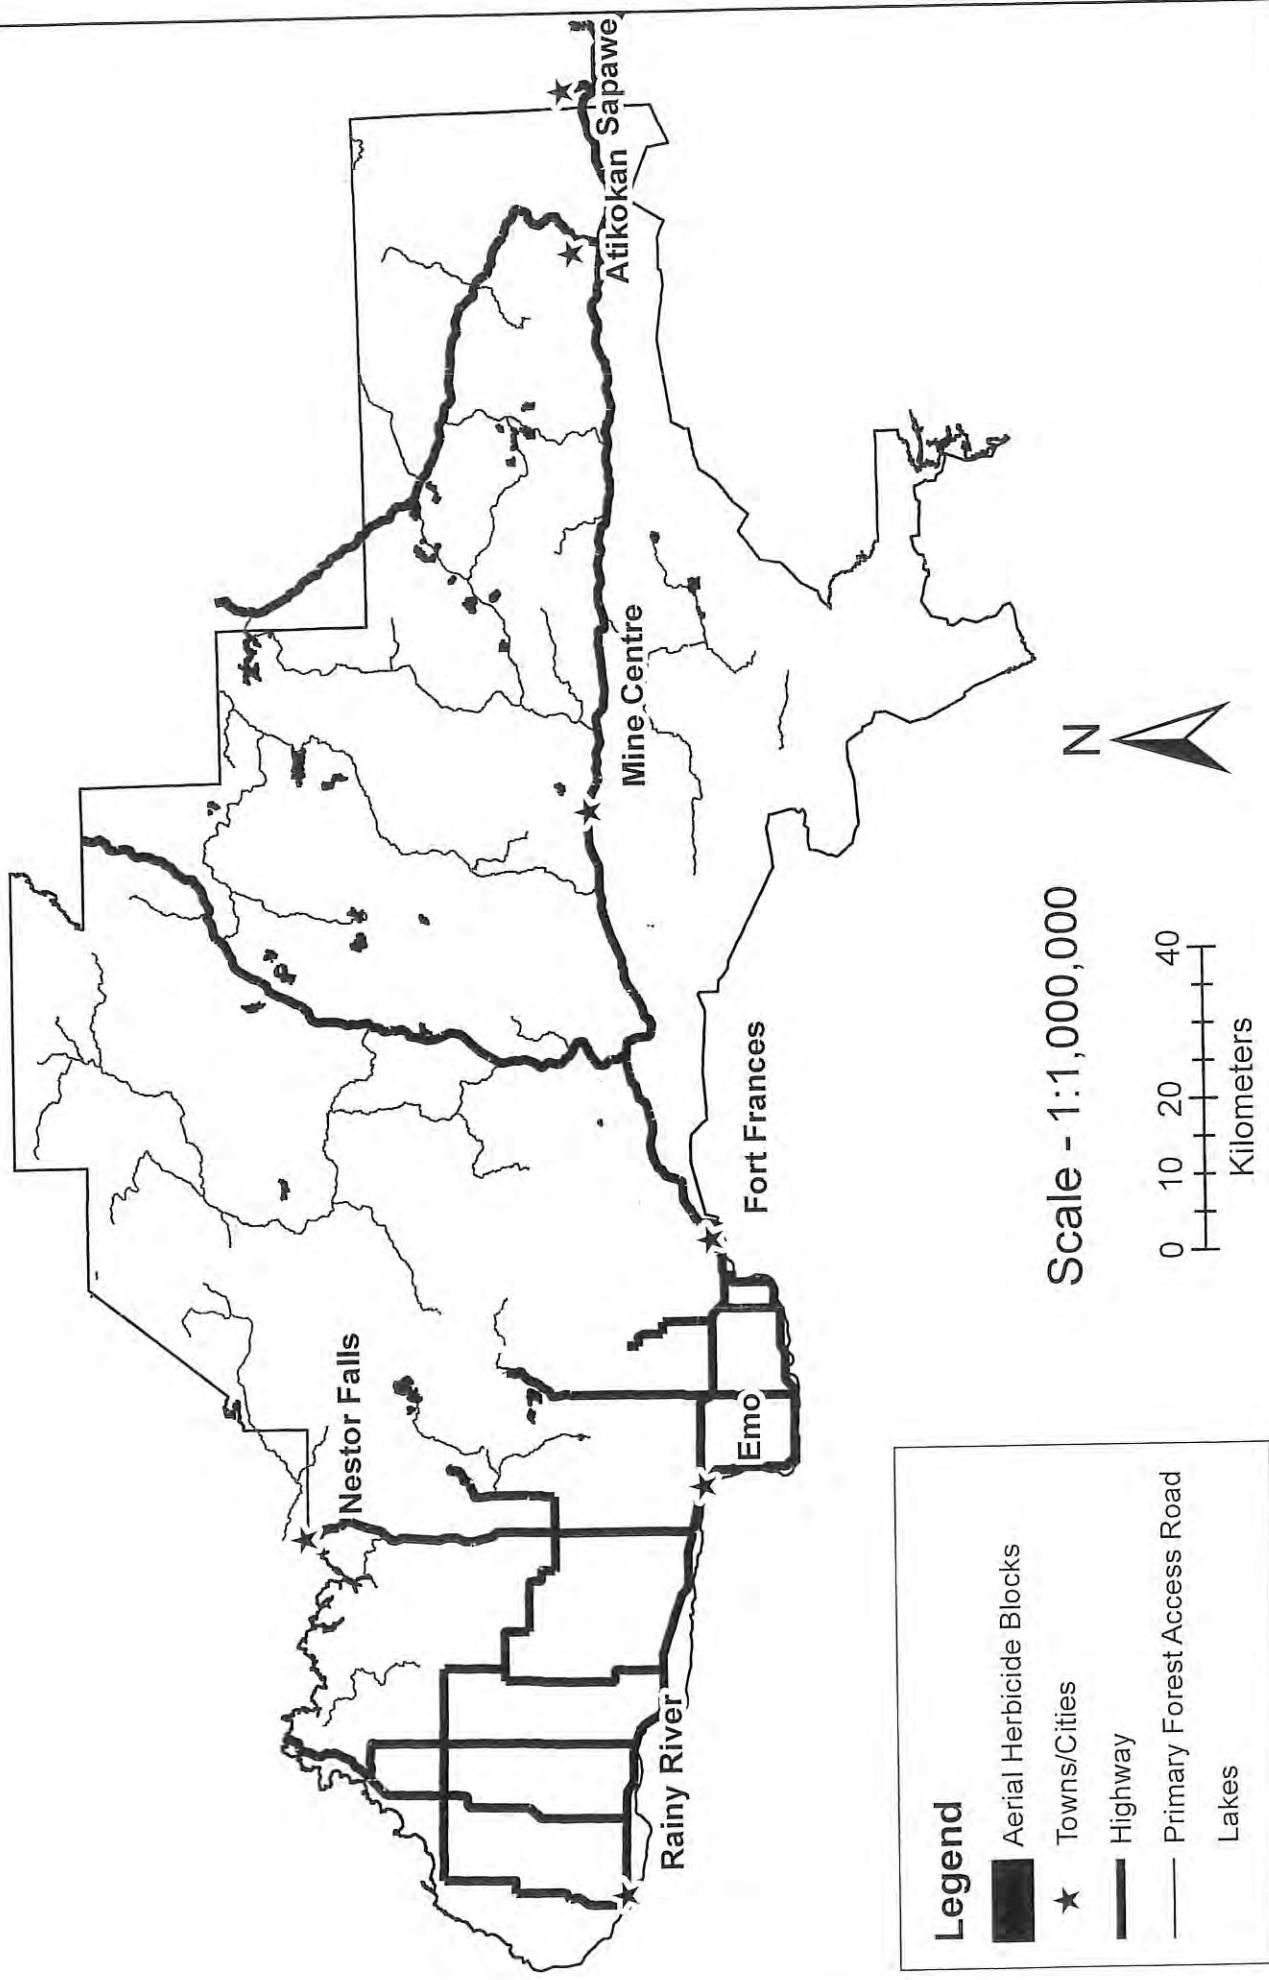 Nestor Falls
Sapawe
Atikokan
Mine Centre
Rainy River
Emo
Fort Frances
Legend
Aerial Herbicide Blocks
Towns/Cities
Highway
Primary Forest Access Road
Lakes
Scale - 1:1,000,000
0 10 20 40
Kilometers
N